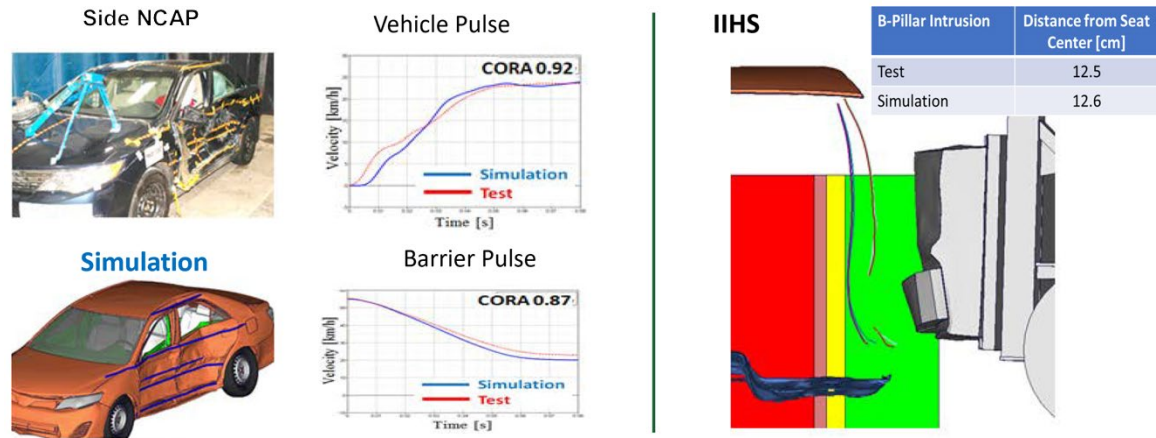 Side NCAP
Vehicle Pulse
CORA 0.92
Velocity [km/h]
Simulation
Test
Time [s]
Simulation
Barrier Pulse
CORA 0.87
Velocity [km/h]
Simulation
Test
Time [s]
IIHS
B-Pillar Intrusion
Distance from Seat
Center [cm]
Test
12.5
Simulation
12.6